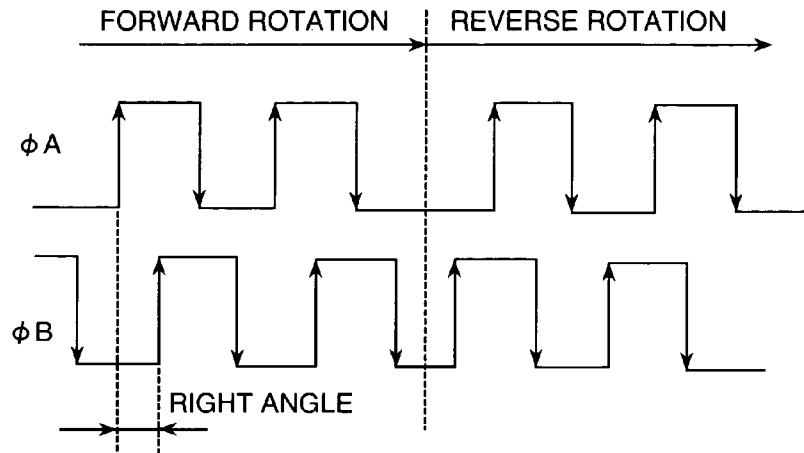 FORWARD ROTATION
REVERSE ROTATION
φA
φB
RIGHT ANGLE